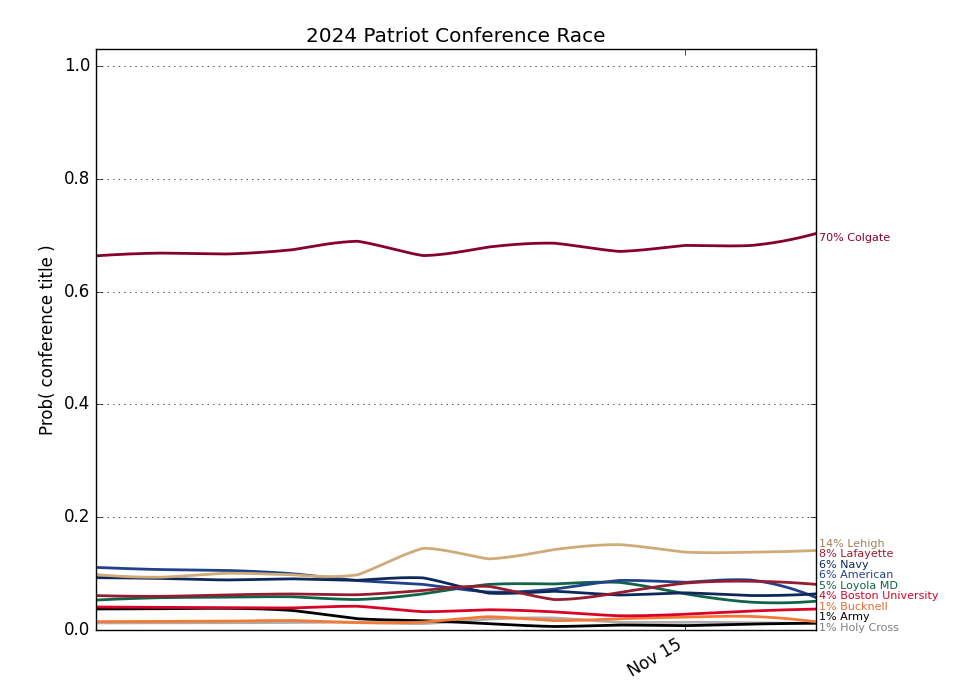 2024 Patriot Conference Race
Prob( conference title )
1.0
0.8
0.6
0.4
0.2
0.0
Nov 15
70% Colgate
14% Lehigh
8% Lafayette
6% Navy
6% American
5% Loyola MD
4% Boston University
1% Bucknell
1% Army
1% Holy Cross